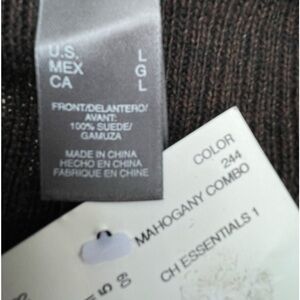 U.S. L
MEX G
CA L
FRONT/DELANTERO/
AVANT:
100% SUEDE/
GAMUZA
MADE IN CHINA
HECHO EN CHINA
FABRIQUE EN CHINE
COLOR
244
MAHOGANY COMBO
CH ESSENTIALS 1